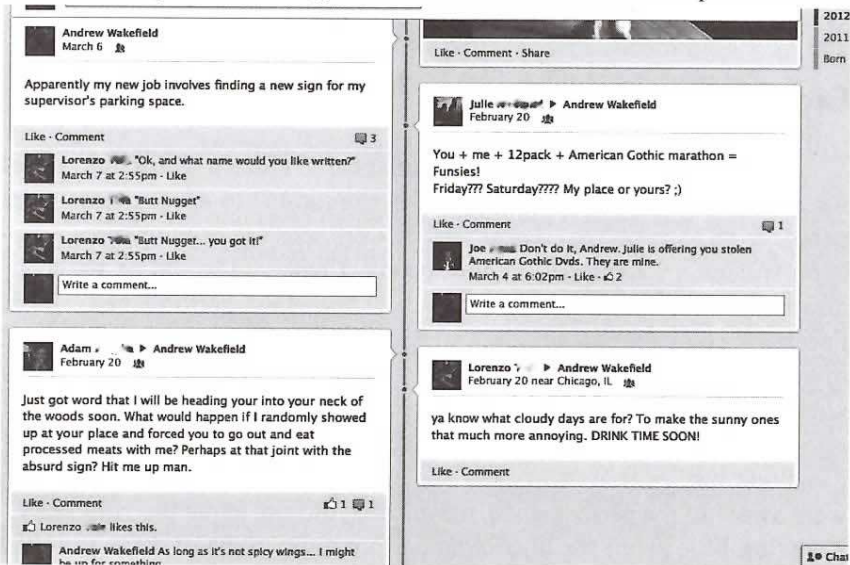 Andrew Wakefield
March 6
Apparently my new job involves finding a new sign for my
supervisor's parking space.
Like · Comment
3
Lorenzo "Ok, and what name would you like written?"
March 7 at 2:55pm · Like
Lorenzo "Butt Nugget"
March 7 at 2:55pm · Like
Lorenzo "Butt Nugget... you got it!"
March 7 at 2:55pm · Like
Write a comment...
Adam ▶ Andrew Wakefield
February 20
Just got word that I will be heading your into your neck of
the woods soon. What would happen if I randomly showed
up at your place and forced you to go out and eat
processed meats with me? Perhaps at that joint with the
absurd sign? Hit me up man.
Like · Comment
1 1
Lorenzo likes this.
Andrew Wakefield As long as it's not spicy wings... I might
be up for something
Like · Comment · Share
Julie ▶ Andrew Wakefield
February 20
You + me + 12pack + American Gothic marathon =
Funsies!
Friday??? Saturday???? My place or yours? ;)
Like · Comment
1
Joe Don't do it, Andrew. Julie is offering you stolen
American Gothic Dvds. They are mine.
March 4 at 6:02pm · Like · 2
Write a comment...
Lorenzo ▶ Andrew Wakefield
February 20 near Chicago, IL
ya know what cloudy days are for? To make the sunny ones
that much more annoying. DRINK TIME SOON!
Like · Comment
2012
2011
Born
Chat